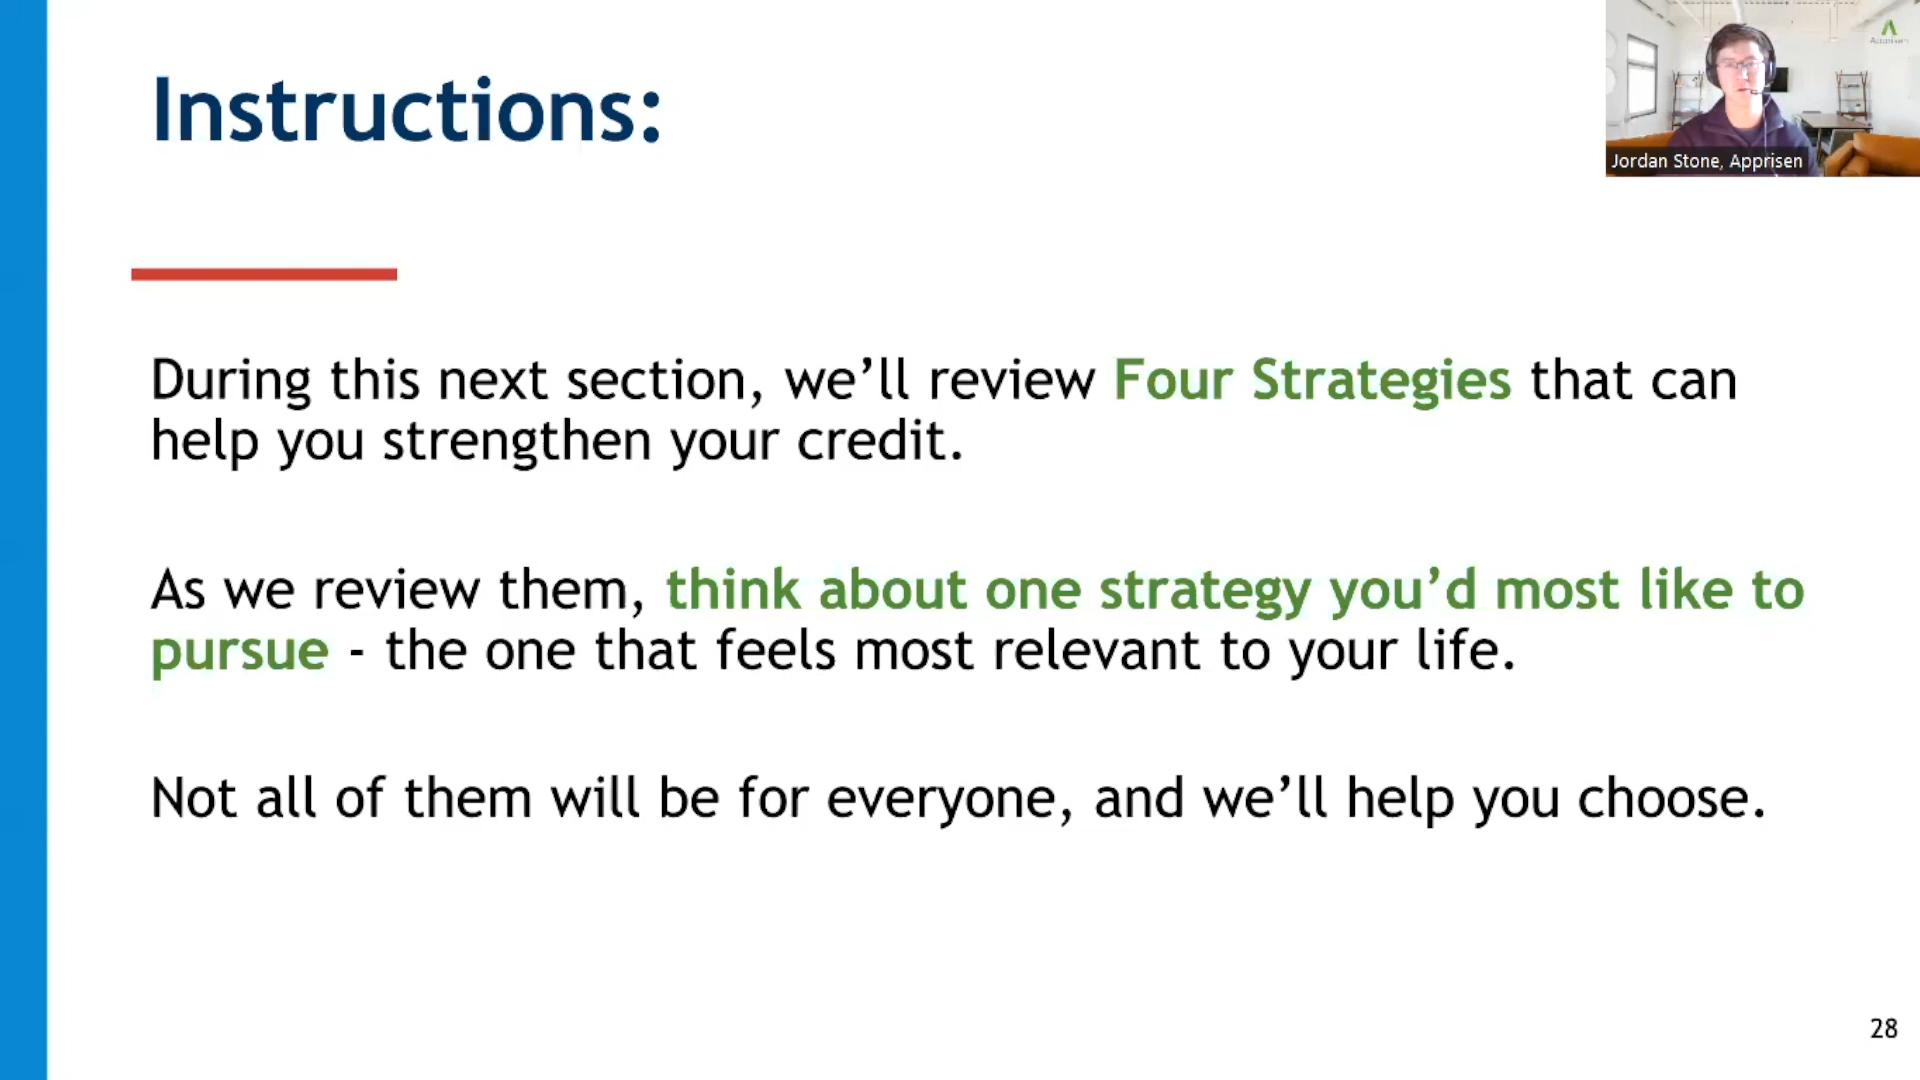 Instructions:
Apprisen
Jordan Stone, Apprisen
During this next section, we’ll review Four Strategies that can
help you strengthen your credit.
As we review them, think about one strategy you’d most like to
pursue - the one that feels most relevant to your life.
Not all of them will be for everyone, and we’ll help you choose.
28